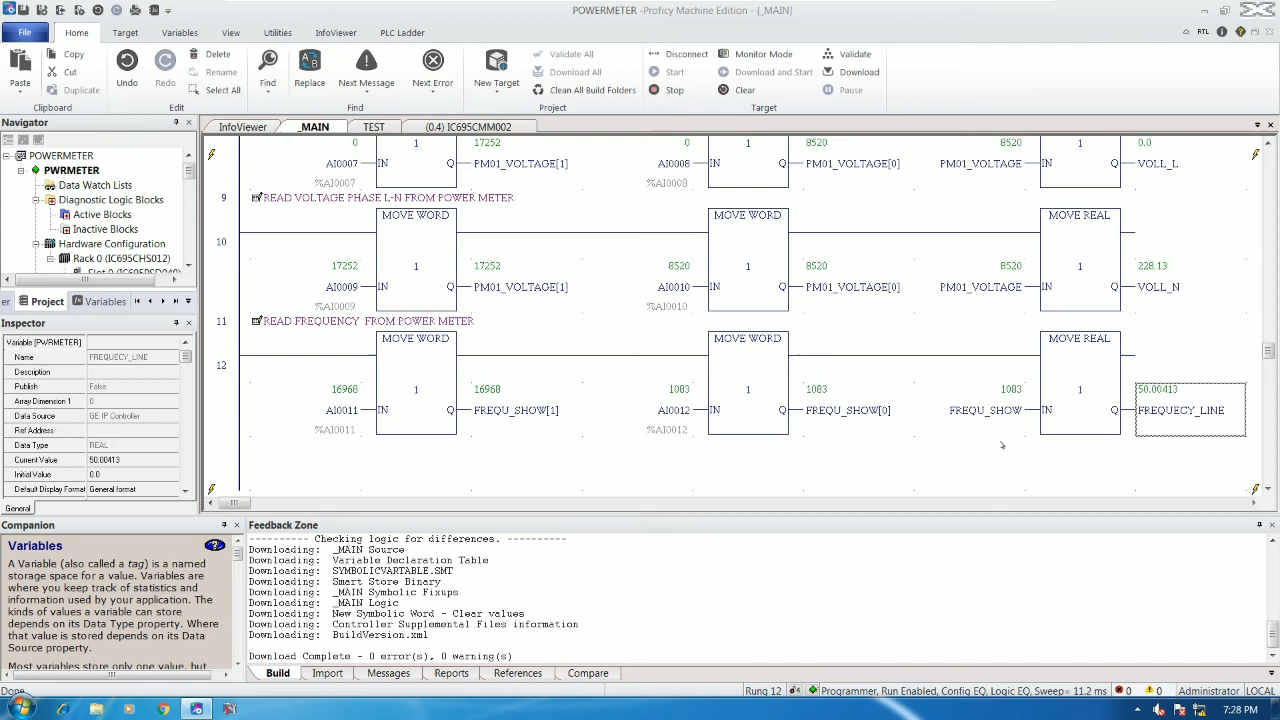 POWERMETER -Proficy Machine Edition - [_MAIN]
File Home Target Variables View Utilities InfoViewer PLC Ladder RTL
Paste Copy Cut Duplicate Clipboard
Undo Redo Delete Rename Select All Edit
Find Replace Next Message Next Error Find
New Target Validate All Download All Clean All Build Folders Project
Disconnect Start Stop Monitor Mode Download and Start Clear Validate Download Pause Target
Navigator
POWERMETER
PWRMETER
Data Watch Lists
Diagnostic Logic Blocks
Active Blocks
Inactive Blocks
Hardware Configuration
Rack 0 (IC695CHS012)
er Project Variables
Inspector
Variable [PWRMETER]
Name FREQUECY_LINE
Description
Publish False
Array Dimension 1 0
Data Source GE IP Controller
Ref Address
Data Type REAL
Current Value 50.00413
Initial Value 0.0
Default Display Format General format
General
InfoViewer _MAIN TEST (0.4) IC695CMM002
0 1 17252 0 1 8520 8520 1 0.0
AI0007 IN Q PM01_VOLTAGE[1] AI0008 IN Q PM01_VOLTAGE[0] PM01_VOLTAGE IN Q VOLL_L
%AI0007 %AI0008
9 READ VOLTAGE PHASE L-N FROM POWER METER
MOVE WORD MOVE WORD MOVE REAL
10
17252 1 17252 8520 1 8520 8520 1 228.13
AI0009 IN Q PM01_VOLTAGE[1] AI0010 IN Q PM01_VOLTAGE[0] PM01_VOLTAGE IN Q VOLL_N
%AI0009 %AI0010
11 READ FREQUENCY  FROM POWER METER
MOVE WORD MOVE WORD MOVE REAL
12
16968 1 16968 1083 1 1083 1083 1 50.00413
AI0011 IN Q FREQU_SHOW[1] AI0012 IN Q FREQU_SHOW[0] FREQU_SHOW IN Q FREQUECY_LINE
%AI0011 %AI0012
Companion
Variables
A Variable (also called a tag) is a named
storage space for a value. Variables are
where you keep track of statistics and
information used by your application. The
kinds of values a variable can store
depends on its Data Type property. Where
that value is stored depends on its Data
Source property.
Most variables store only one value, but
Feedback Zone
---------- Checking logic for differences. ----------
Downloading: _MAIN Source
Downloading: Variable Declaration Table
Downloading: SYMBOLICVARTABLE.SMT
Downloading: Smart Store Binary
Downloading: _MAIN Symbolic Fixups
Downloading: _MAIN Logic
Downloading: New Symbolic Word - Clear values
Downloading: Controller Supplemental Files information
Downloading: BuildVersion.xml
Download Complete - 0 error(s), 0 warning(s)
Build Import Messages Reports References Compare
Done Rung 12 Programmer, Run Enabled, Config EQ, Logic EQ, Sweep= 11.2 ms 0 0 Administrator LOCAL
7:28 PM